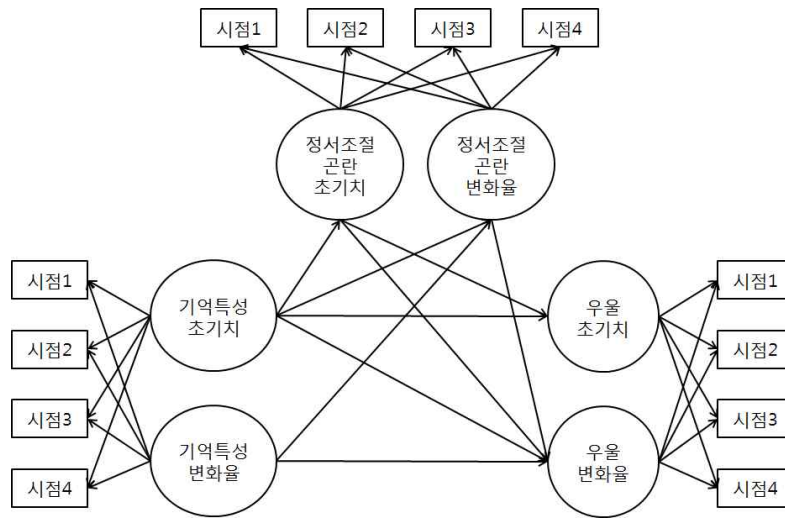 시점1
시점2
시점3
시점4
정서조절
곤란
초기치
정서조절
곤란
변화율
시점1
시점2
시점3
시점4
기억특성
초기치
기억특성
변화율
우울
초기치
우울
변화율
시점1
시점2
시점3
시점4